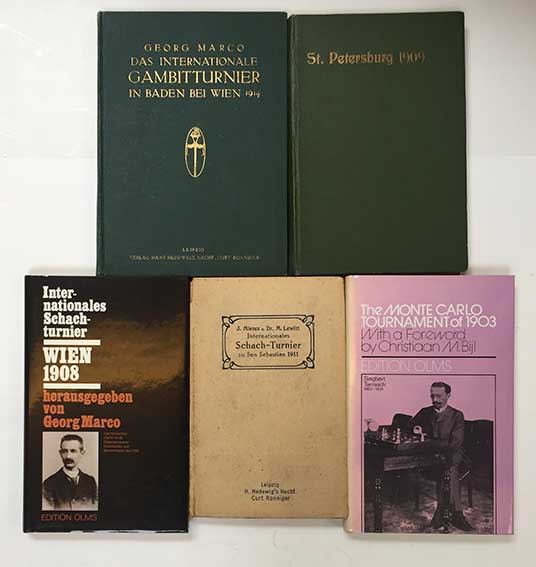 GEORG MARCO
DAS INTERNATIONALE
GAMBITTURNIER
IN BADEN BEI WIEN 1914
LEIPZIG
VERLAG HANS HEDEWIG'S NACHF. CURT RONNIGER
St. Petersburg 1909
Inter-
nationales
Schach-
turnier
WIEN
1908
herausgegeben
von
Georg Marco
EDITION OLMS
J. Mieses u. Dr. M. Lewitt
Internationales
Schach-Turnier
zu San Sebastian 1911
Leipzig
H. Hedewig's Nachf.
Curt Ronniger
The MONTE CARLO
TOURNAMENT of 1903
With a Foreword
by Christiaan M. Bijl
EDITION OLMS
Siegbert
Tarrasch
1862-1934